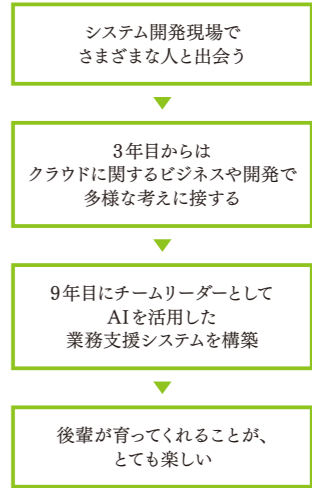 システム開発現場で
さまざまな人と出会う
3年目からは
クラウドに関するビジネスや開発で
多様な考えに接する
9年目にチームリーダーとして
AIを活用した
業務支援システムを構築
後輩が育ってくれることが、
とても楽しい